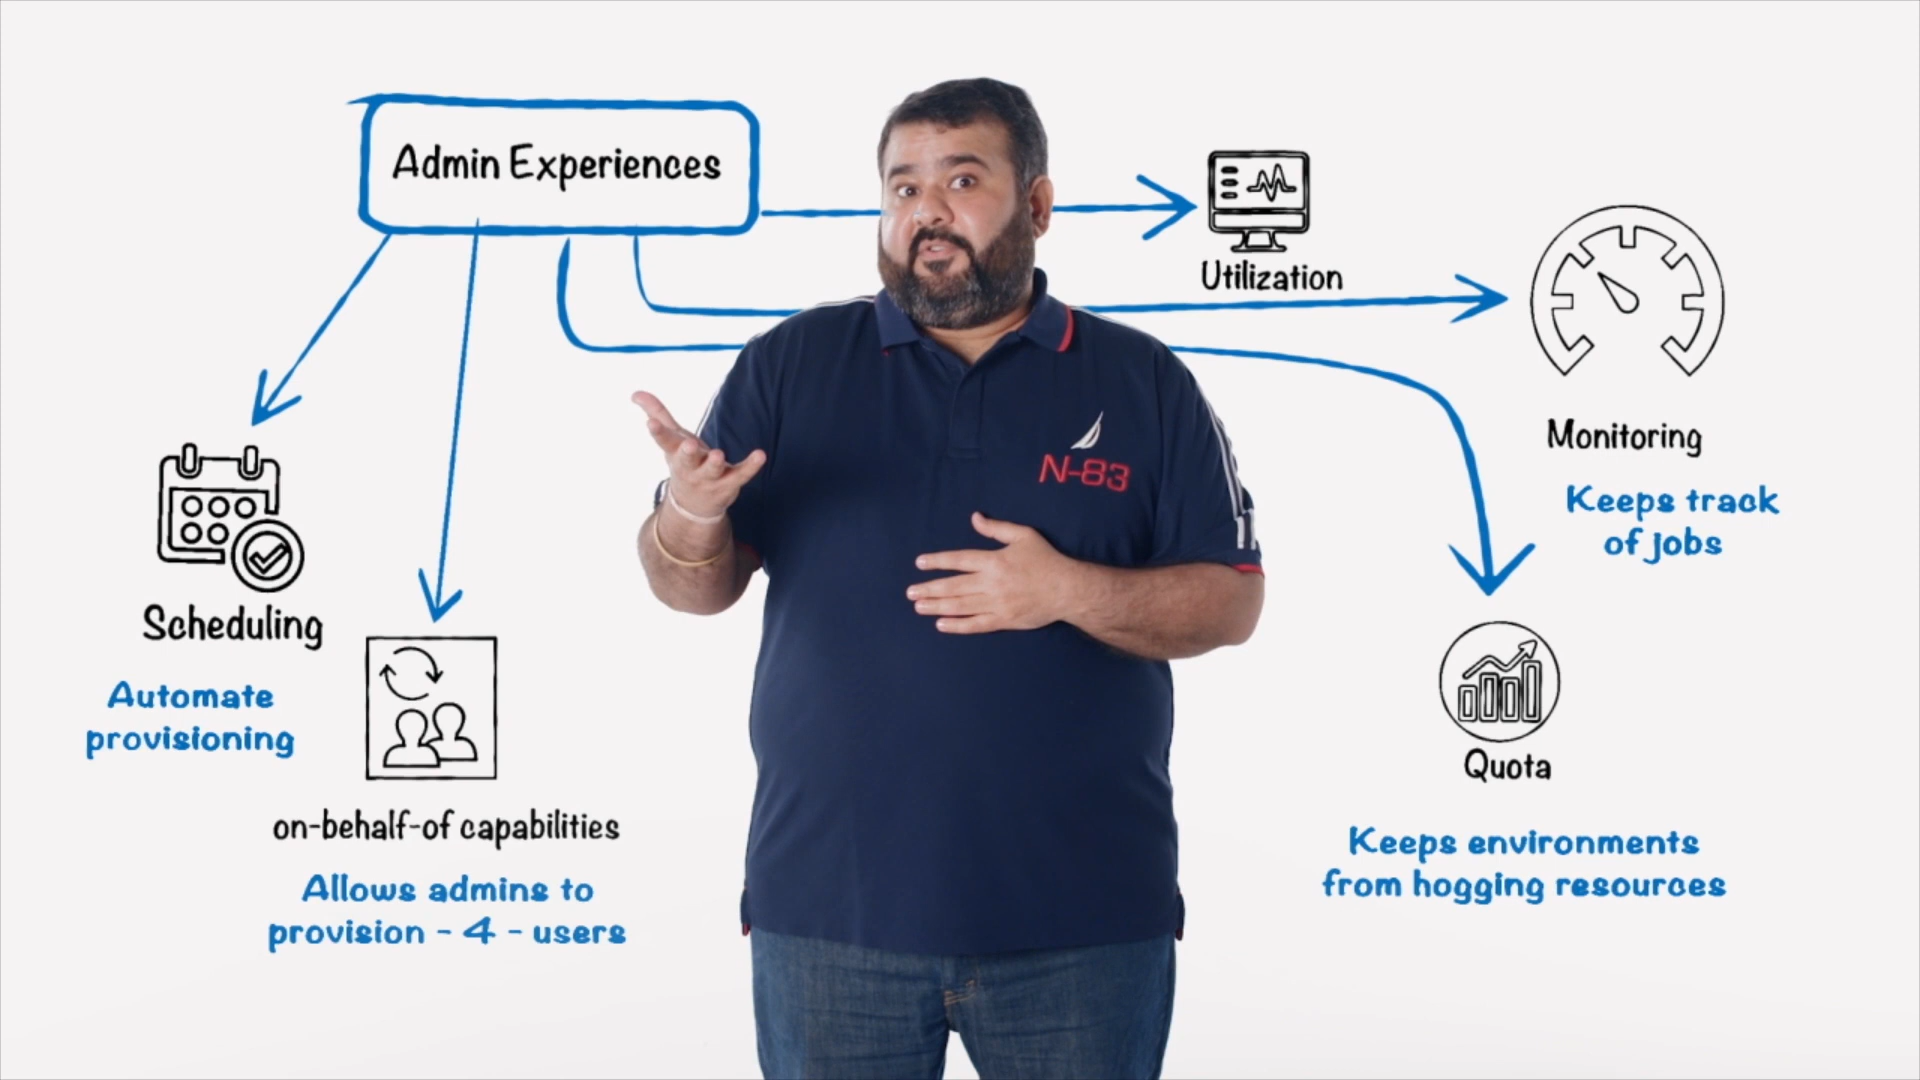 Admin Experiences
Utilization
Monitoring
Keeps track
of jobs
N-83
Scheduling
Automate
provisioning
on-behalf-of capabilities
Allows admins to
provision - 4 - users
Quota
Keeps environments
from hogging resources